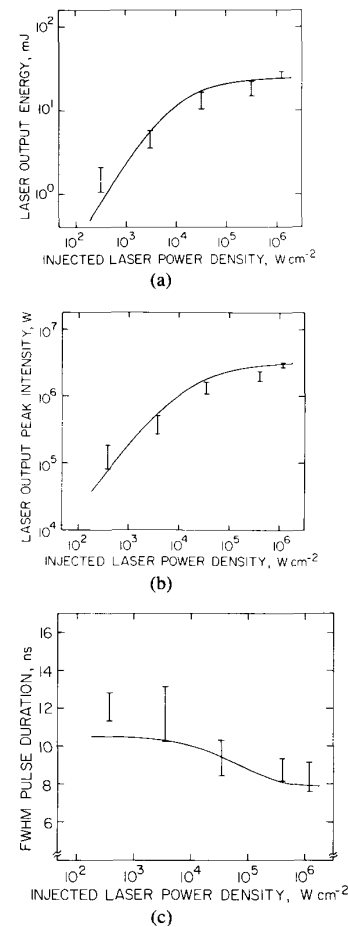 LASER OUTPUT ENERGY, mJ
10²
10¹
10⁰
10² 10³ 10⁴ 10⁵ 10⁶
INJECTED LASER POWER DENSITY, W cm⁻²
(a)
LASER OUTPUT PEAK INTENSITY, W
10⁷
10⁶
10⁵
10⁴
10² 10³ 10⁴ 10⁵ 10⁶
INJECTED LASER POWER DENSITY, W cm⁻²
(b)
FWHM PULSE DURATION, ns
16
14
12
10
8
6
10² 10³ 10⁴ 10⁵ 10⁶
INJECTED LASER POWER DENSITY, W cm⁻²
(c)